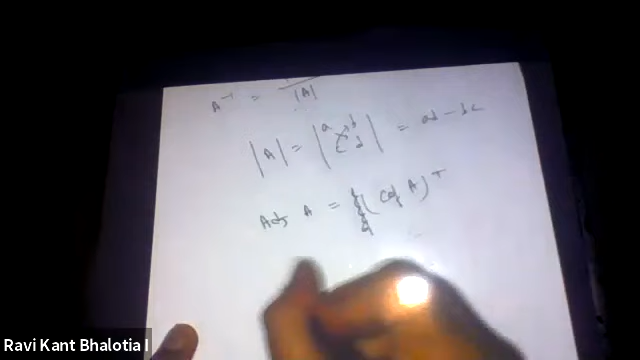 A⁻¹ = ―
|A|
|A| = |a b| = ad - bc
|c d|
Adj A = (Cof A)ᵀ
Ravi Kant Bhalotia I